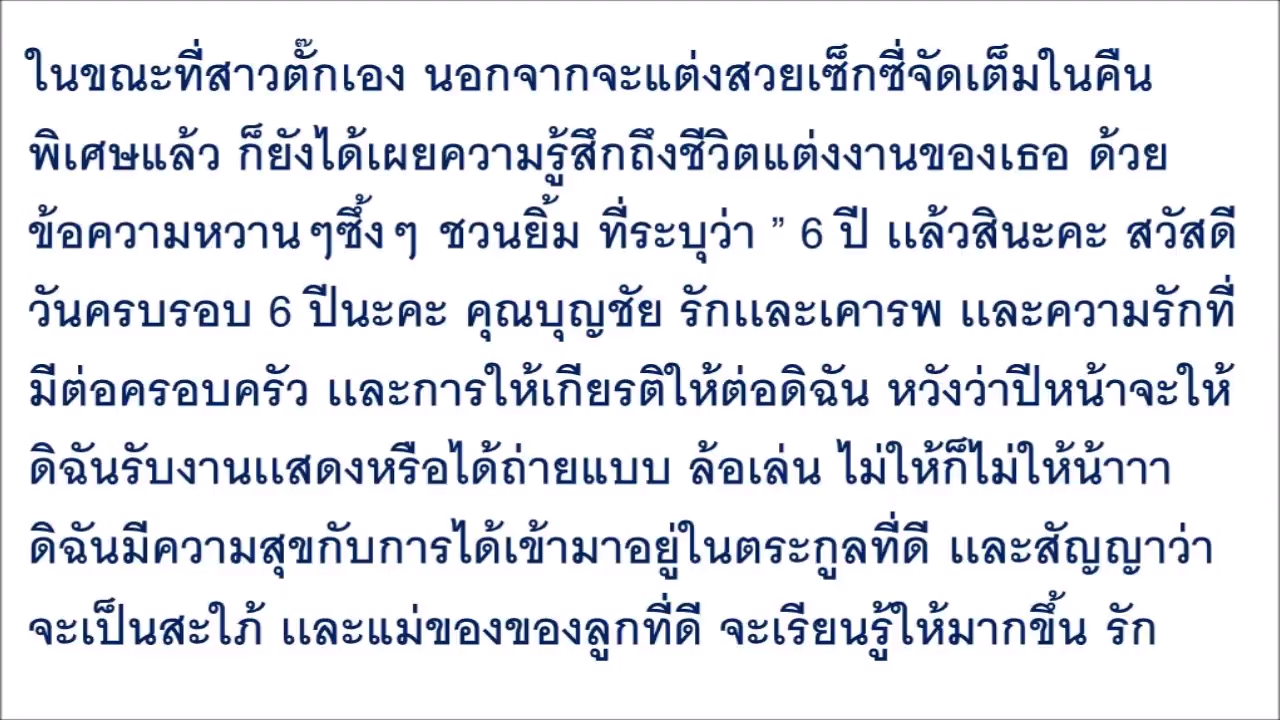 ในขณะที่สาวตั๊กเอง นอกจากจะแต่งสวยเซ็กซี่จัดเต็มในคืน
พิเศษแล้ว ก็ยังได้เผยความรู้สึกถึงชีวิตแต่งงานของเธอ ด้วย
ข้อความหวานๆซึ้งๆ ชวนยิ้ม ที่ระบุว่า ” 6 ปี แล้วสินะคะ สวัสดี
วันครบรอบ 6 ปีนะคะ คุณบุญชัย รักและเคารพ และความรักที่
มีต่อครอบครัว และการให้เกียรติให้ต่อดิฉัน หวังว่าปีหน้าจะให้
ดิฉันรับงานแสดงหรือได้ถ่ายแบบ ล้อเล่น ไม่ให้ก็ไม่ให้น้าาา
ดิฉันมีความสุขกับการได้เข้ามาอยู่ในตระกูลที่ดี และสัญญาว่า
จะเป็นสะใภ้ และแม่ของของลูกที่ดี จะเรียนรู้ให้มากขึ้น รัก